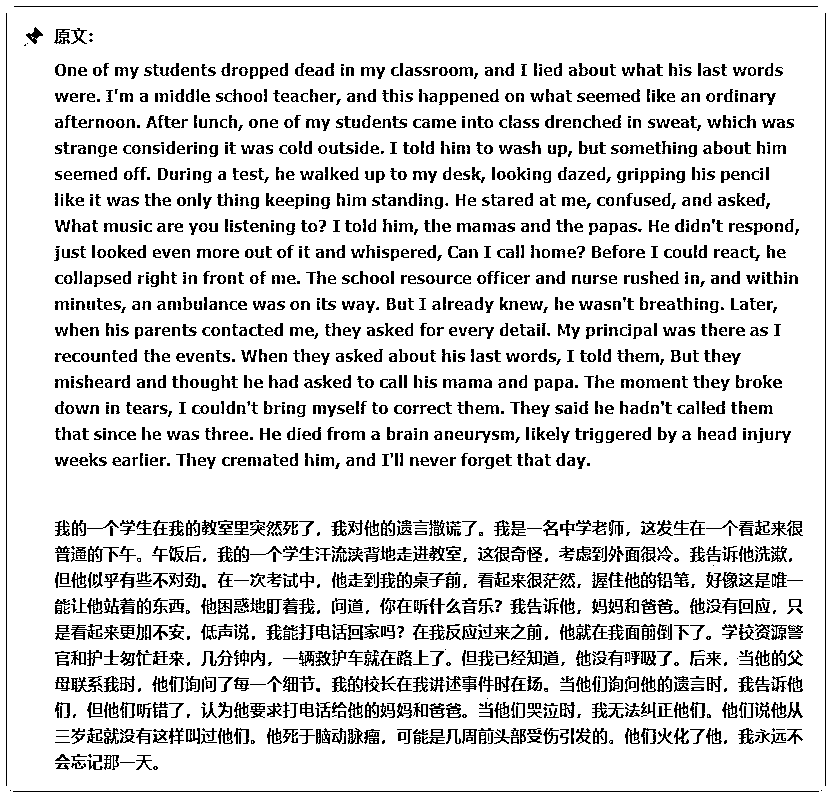 原文:
One of my students dropped dead in my classroom, and I lied about what his last words
were. I'm a middle school teacher, and this happened on what seemed like an ordinary
afternoon. After lunch, one of my students came into class drenched in sweat, which was
strange considering it was cold outside. I told him to wash up, but something about him
seemed off. During a test, he walked up to my desk, looking dazed, gripping his pencil
like it was the only thing keeping him standing. He stared at me, confused, and asked,
What music are you listening to? I told him, the mamas and the papas. He didn't respond,
just looked even more out of it and whispered, Can I call home? Before I could react, he
collapsed right in front of me. The school resource officer and nurse rushed in, and within
minutes, an ambulance was on its way. But I already knew, he wasn't breathing. Later,
when his parents contacted me, they asked for every detail. My principal was there as I
recounted the events. When they asked about his last words, I told them, But they
misheard and thought he had asked to call his mama and papa. The moment they broke
down in tears, I couldn't bring myself to correct them. They said he hadn't called them
that since he was three. He died from a brain aneurysm, likely triggered by a head injury
weeks earlier. They cremated him, and I'll never forget that day.
我的一个学生在我的教室里突然死了，我对他的遗言撒谎了。我是一名中学老师，这发生在一个看起来很
普通的下午。午饭后，我的一个学生汗流浃背地走进教室，这很奇怪，考虑到外面很冷。我告诉他洗漱，
但他似乎有些不对劲。在一次考试中，他走到我的桌子前，看起来很茫然，握住他的铅笔，好像这是唯一
能让他站着的东西。他困惑地盯着我，问道，你在听什么音乐？我告诉他，妈妈和爸爸。他没有回应，只
是看起来更加不安，低声说，我能打电话回家吗？在我反应过来之前，他就在我面前倒下了。学校资源警
官和护士匆忙赶来，几分钟内，一辆救护车就在路上了。但我已经知道，他没有呼吸了。后来，当他的父
母联系我时，他们询问了每一个细节。我的校长在我讲述事件时在场。当他们询问他的遗言时，我告诉他
们，但他们听错了，认为他要求打电话给他的妈妈和爸爸。当他们哭泣时，我无法纠正他们。他们说他从
三岁起就没有这样叫过他们。他死于脑动脉瘤，可能是几周前头部受伤引发的。他们火化了他，我永远不
会忘记那一天。